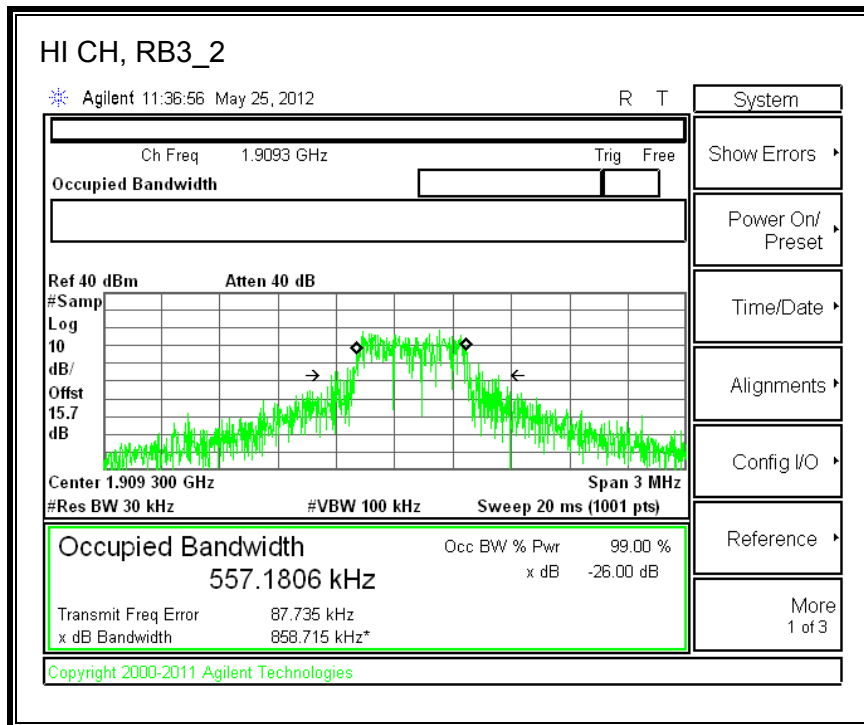 HI CH, RB3_2
Agilent 11:36:56 May 25, 2012 R T
System
Ch Freq 1.9093 GHz Trig Free
Occupied Bandwidth
Show Errors
Power On/
Preset
Time/Date
Alignments
Config I/O
Reference
More
1 of 3
Ref 40 dBm Atten 40 dB
#Samp
Log
10
dB/
Offst
15.7
dB
Center 1.909 300 GHz Span 3 MHz
#Res BW 30 kHz #VBW 100 kHz Sweep 20 ms (1001 pts)
Occupied Bandwidth Occ BW % Pwr 99.00 %
557.1806 kHz x dB -26.00 dB
Transmit Freq Error 87.735 kHz
x dB Bandwidth 858.715 kHz*
Copyright 2000-2011 Agilent Technologies